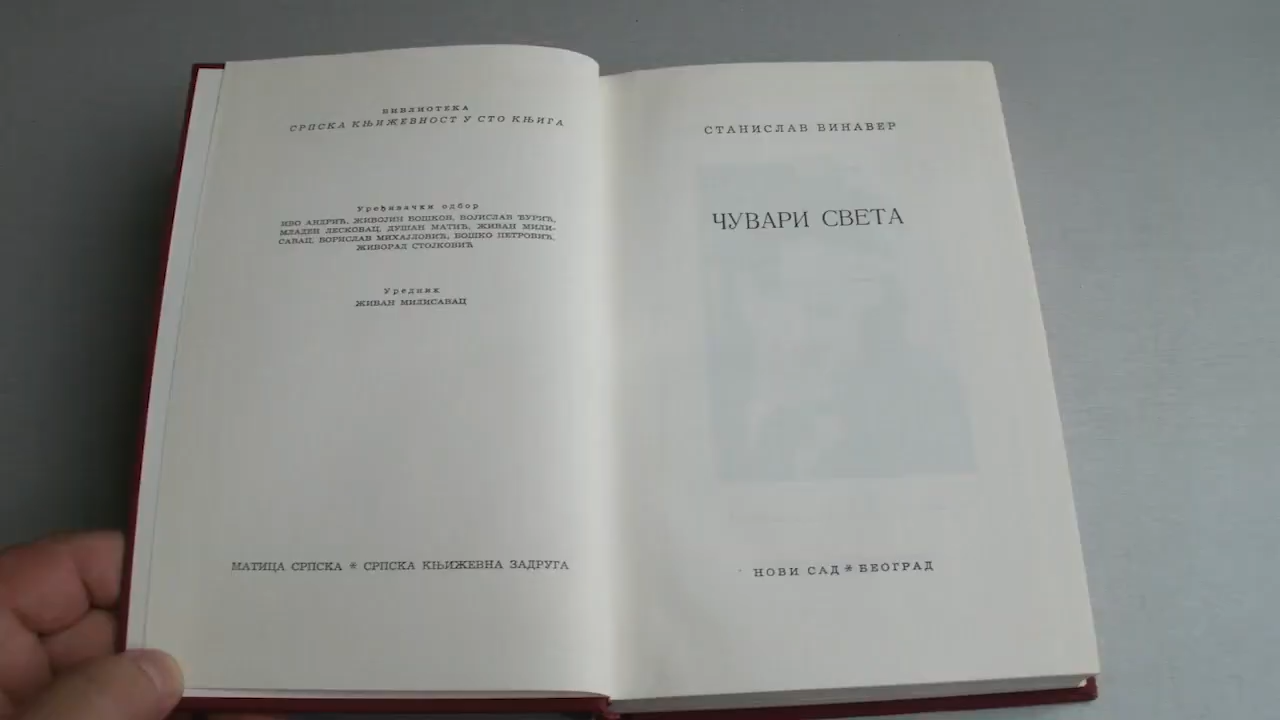 БИБЛИОТЕКА
СРПСКА КЊИЖЕВНОСТ У СТО КЊИГА
Уређивачки одбор
ИВО АНДРИЋ, ЖИВОЈИН БОШКОВ, ВОЈИСЛАВ ЂУРИЋ,
МЛАДЕН ЛЕСКОВАЦ, ДУШАН МАТИЋ, ЖИВАН МИЛИ-
САВАЦ, БОРИСЛАВ МИХАЈЛОВИЋ, БОШКО ПЕТРОВИЋ,
ЖИВОРАД СТОЈКОВИЋ
Уредник
ЖИВАН МИЛИСАВАЦ
МАТИЦА СРПСКА * СРПСКА КЊИЖЕВНА ЗАДРУГА
СТАНИСЛАВ ВИНАВЕР
ЧУВАРИ СВЕТА
НОВИ САД * БЕОГРАД